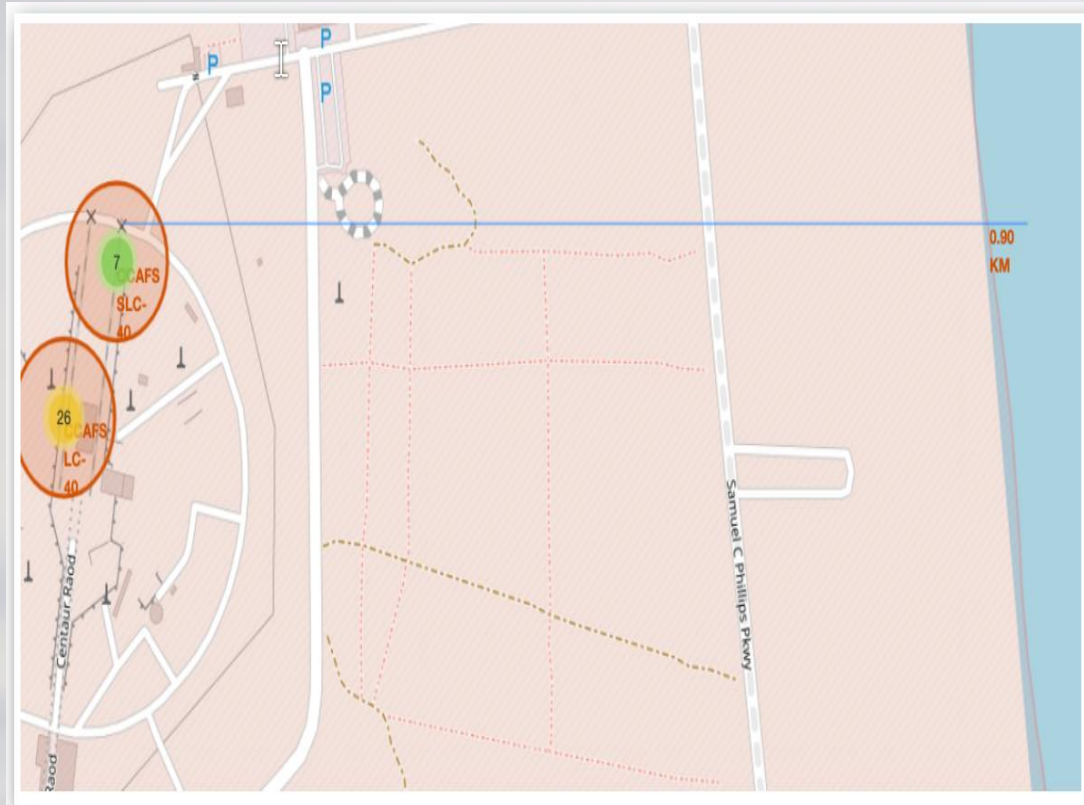 P
P
P
0.90
KM
7
CCAFS
SLC-
40
26
CCAFS
LC-
40
Samuel C Phillips Pkwy
Centaur Raod
Raod